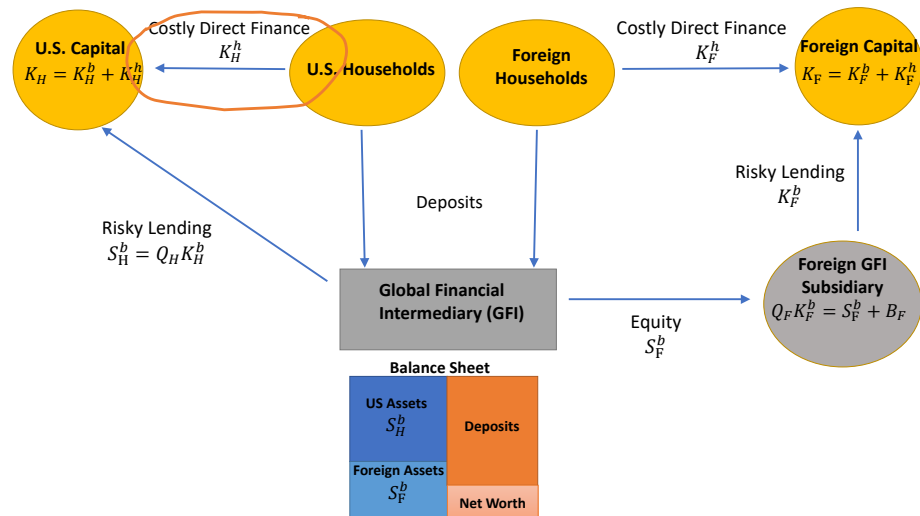 Costly Direct Finance
$K_H^h$
Costly Direct Finance
$K_F^h$
U.S. Capital
$K_H = K_H^b + K_H^h$
U.S. Households
Foreign
Households
Foreign Capital
$K_F = K_F^b + K_F^h$
Deposits
Risky Lending
$K_F^b$
Risky Lending
$S_H^b = Q_H K_H^b$
Global Financial
Intermediary (GFI)
Equity
$S_F^b$
Foreign GFI
Subsidiary
$Q_F K_F^b = S_F^b + B_F$
Balance Sheet
US Assets
$S_H^b$
Deposits
Foreign Assets
$S_F^b$
Net Worth